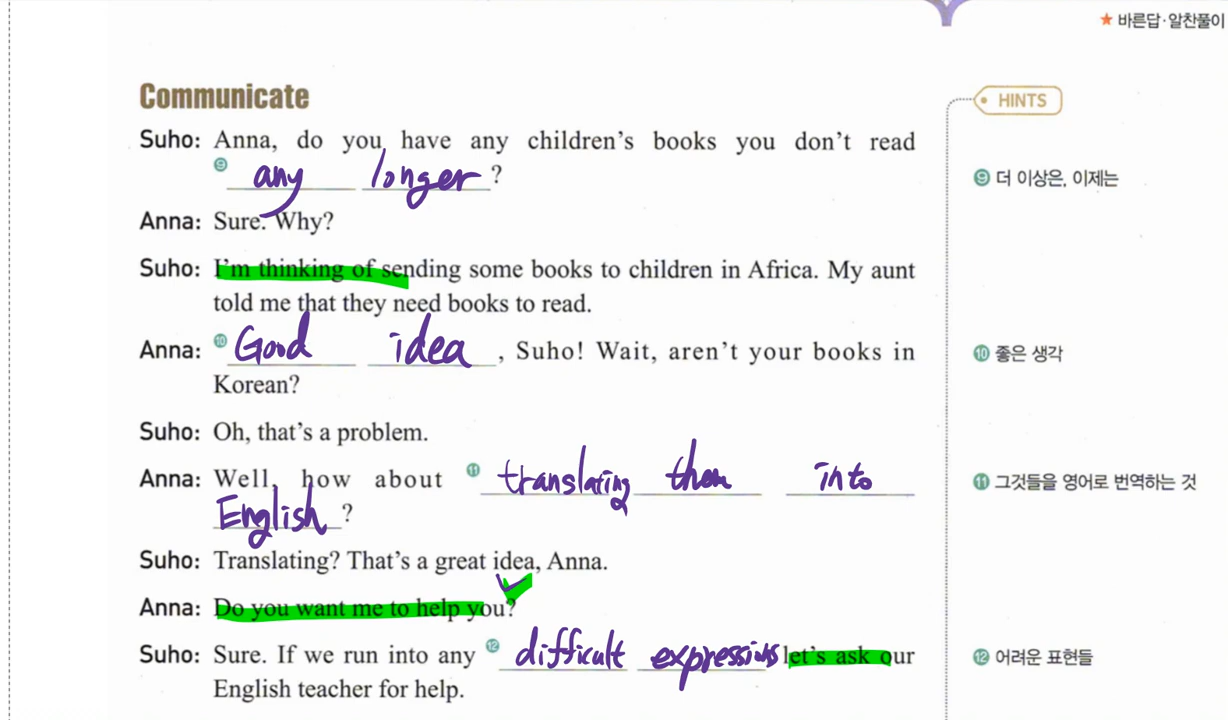 ★ 바른답·알찬풀이
Communicate
HINTS
Suho: Anna, do you have any children's books you don't read
⑨ any longer ?
⑨ 더 이상은, 이제는
Anna: Sure. Why?
Suho: I'm thinking of sending some books to children in Africa. My aunt
told me that they need books to read.
Anna: ⑩ Good idea , Suho! Wait, aren't your books in
⑩ 좋은 생각
Korean?
Suho: Oh, that's a problem.
Anna: Well, how about ⑪ translating them into
⑪ 그것들을 영어로 번역하는 것
English ?
Suho: Translating? That's a great idea, Anna.
Anna: Do you want me to help you?
Suho: Sure. If we run into any ⑫ difficult expressions let's ask our
⑫ 어려운 표현들
English teacher for help.